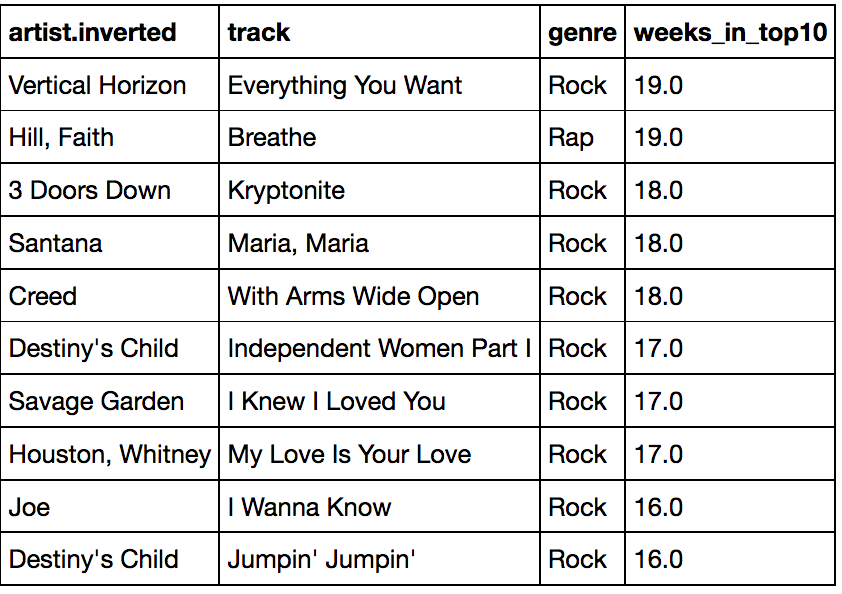 artist.inverted track genre weeks_in_top10
Vertical Horizon Everything You Want Rock 19.0
Hill, Faith Breathe Rap 19.0
3 Doors Down Kryptonite Rock 18.0
Santana Maria, Maria Rock 18.0
Creed With Arms Wide Open Rock 18.0
Destiny's Child Independent Women Part I Rock 17.0
Savage Garden I Knew I Loved You Rock 17.0
Houston, Whitney My Love Is Your Love Rock 17.0
Joe I Wanna Know Rock 16.0
Destiny's Child Jumpin' Jumpin' Rock 16.0